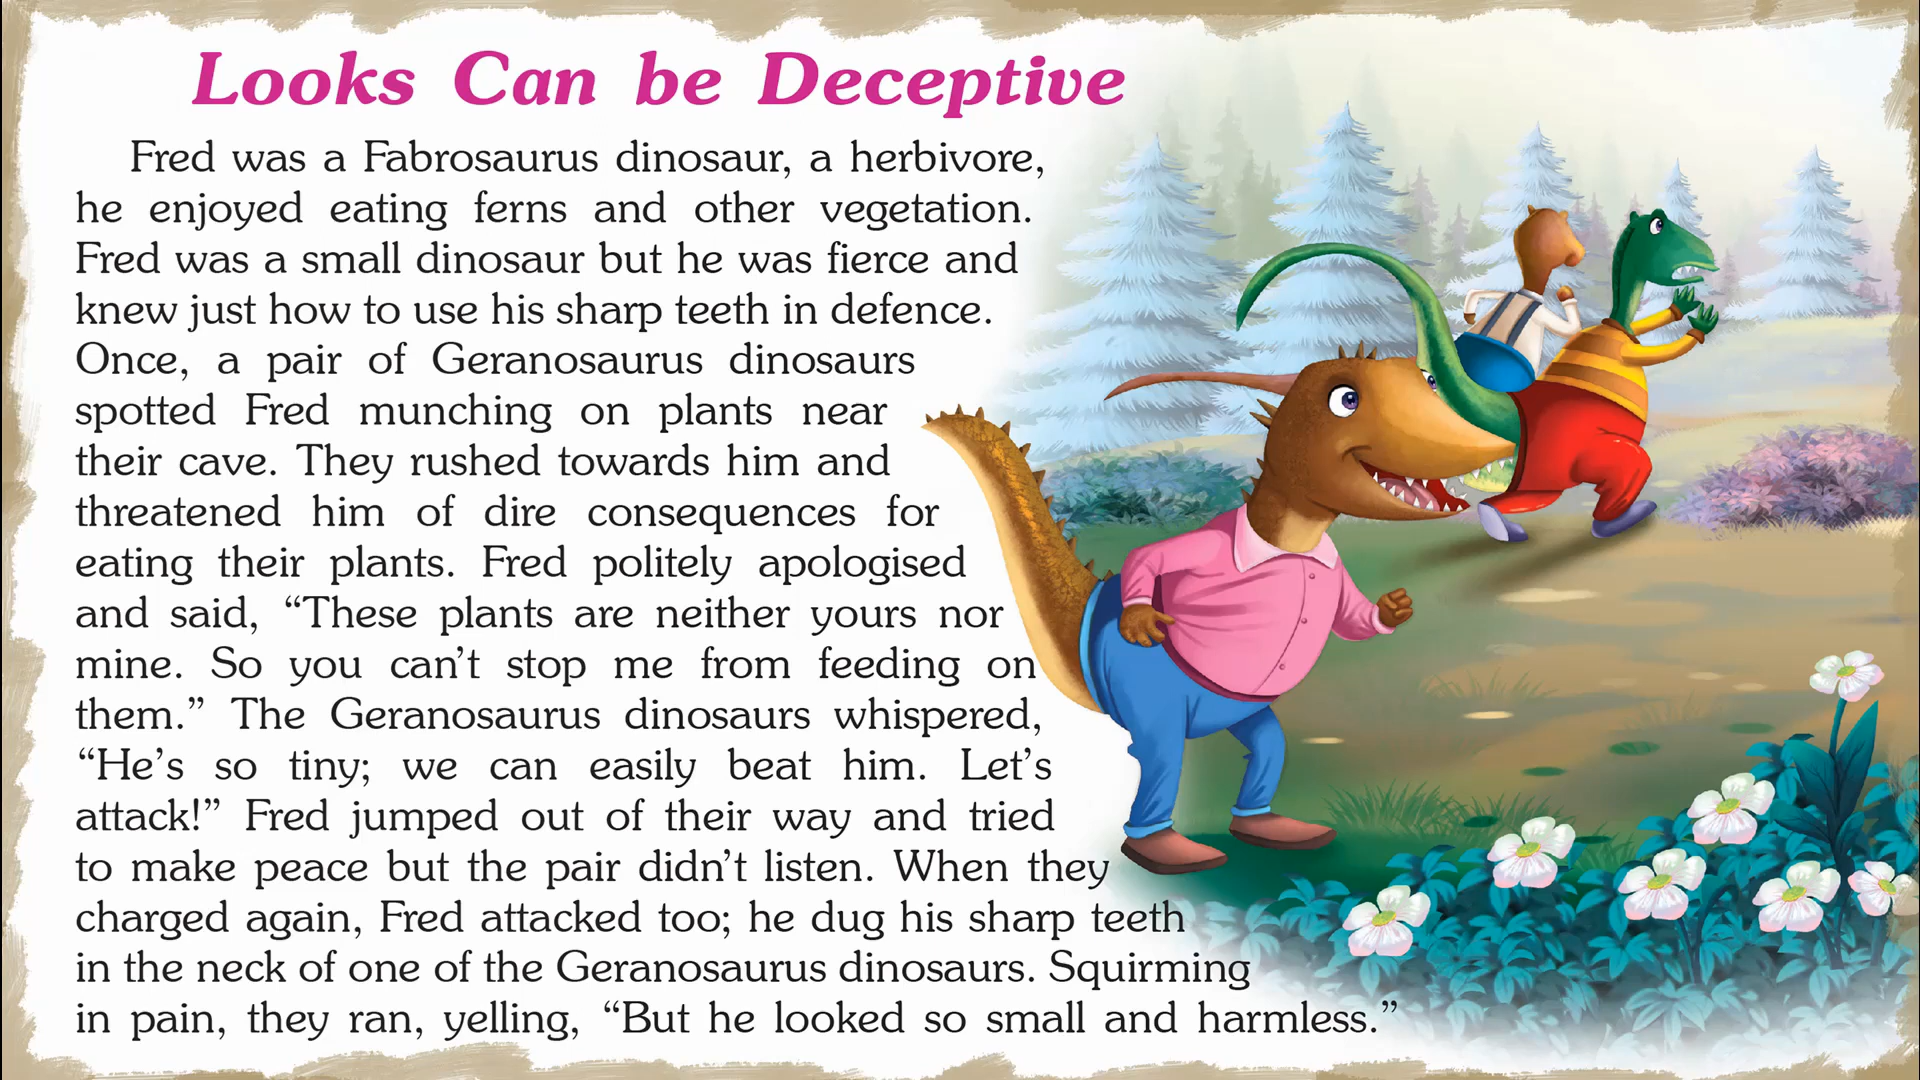 Looks Can be Deceptive
Fred was a Fabrosaurus dinosaur, a herbivore,
he enjoyed eating ferns and other vegetation.
Fred was a small dinosaur but he was fierce and
knew just how to use his sharp teeth in defence.
Once, a pair of Geranosaurus dinosaurs
spotted Fred munching on plants near
their cave. They rushed towards him and
threatened him of dire consequences for
eating their plants. Fred politely apologised
and said, “These plants are neither yours nor
mine. So you can’t stop me from feeding on
them.” The Geranosaurus dinosaurs whispered,
“He’s so tiny; we can easily beat him. Let’s
attack!” Fred jumped out of their way and tried
to make peace but the pair didn’t listen. When they
charged again, Fred attacked too; he dug his sharp teeth
in the neck of one of the Geranosaurus dinosaurs. Squirming
in pain, they ran, yelling, “But he looked so small and harmless.”